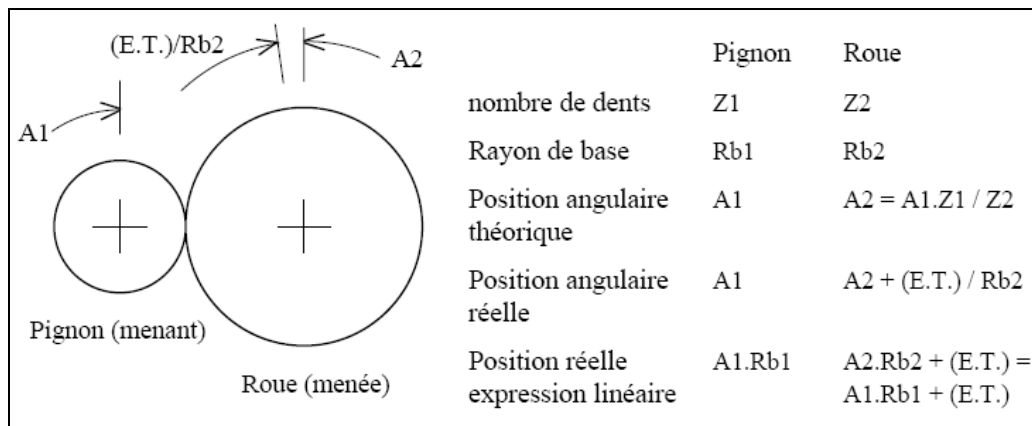 (E.T.)/Rb2
A2
A1
Pignon (menant)
Roue (menée)
Pignon Roue
nombre de dents Z1 Z2
Rayon de base Rb1 Rb2
Position angulaire A1 A2 = A1.Z1 / Z2
théorique
Position angulaire A1 A2 + (E.T.) / Rb2
réelle
Position réelle A1.Rb1 A2.Rb2 + (E.T.) =
expression linéaire A1.Rb1 + (E.T.)